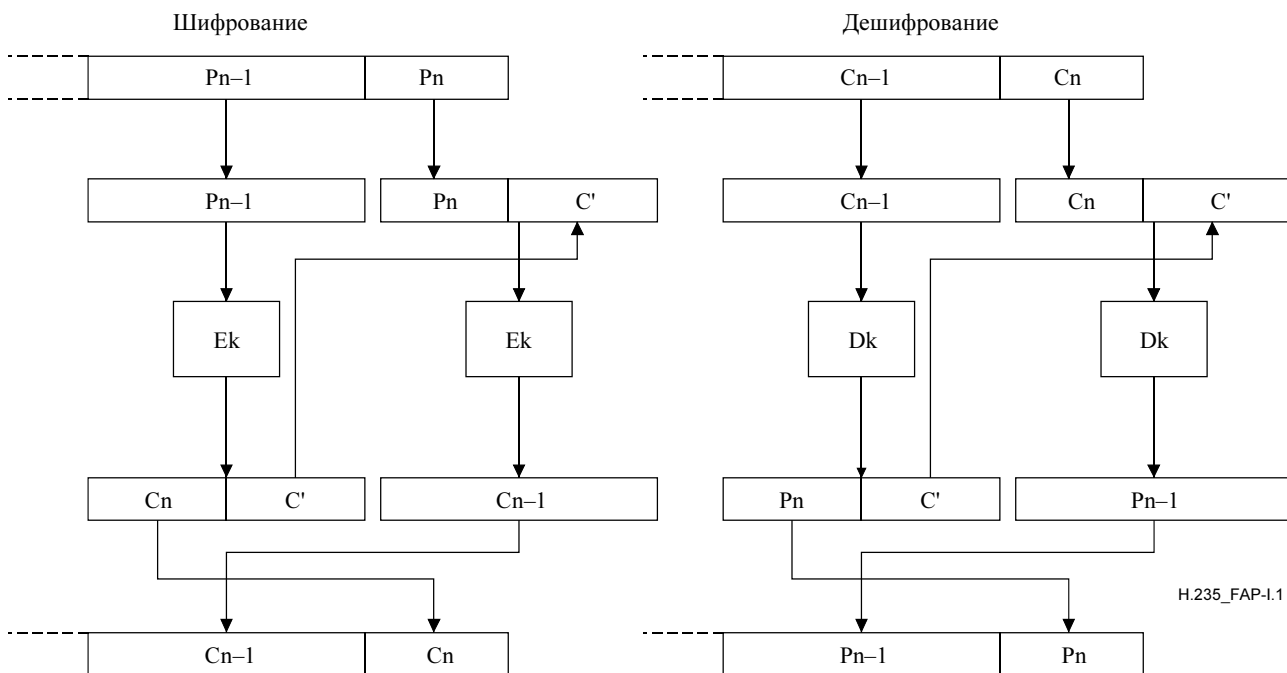 Шифрование Дешифрование
Pn–1 Pn Cn–1 Cn
Pn–1 Pn C' Cn–1 Cn C'
Ek Ek Dk Dk
Cn C' Cn–1 Pn C' Pn–1
H.235_FAP-I.1
Cn–1 Cn Pn–1 Pn